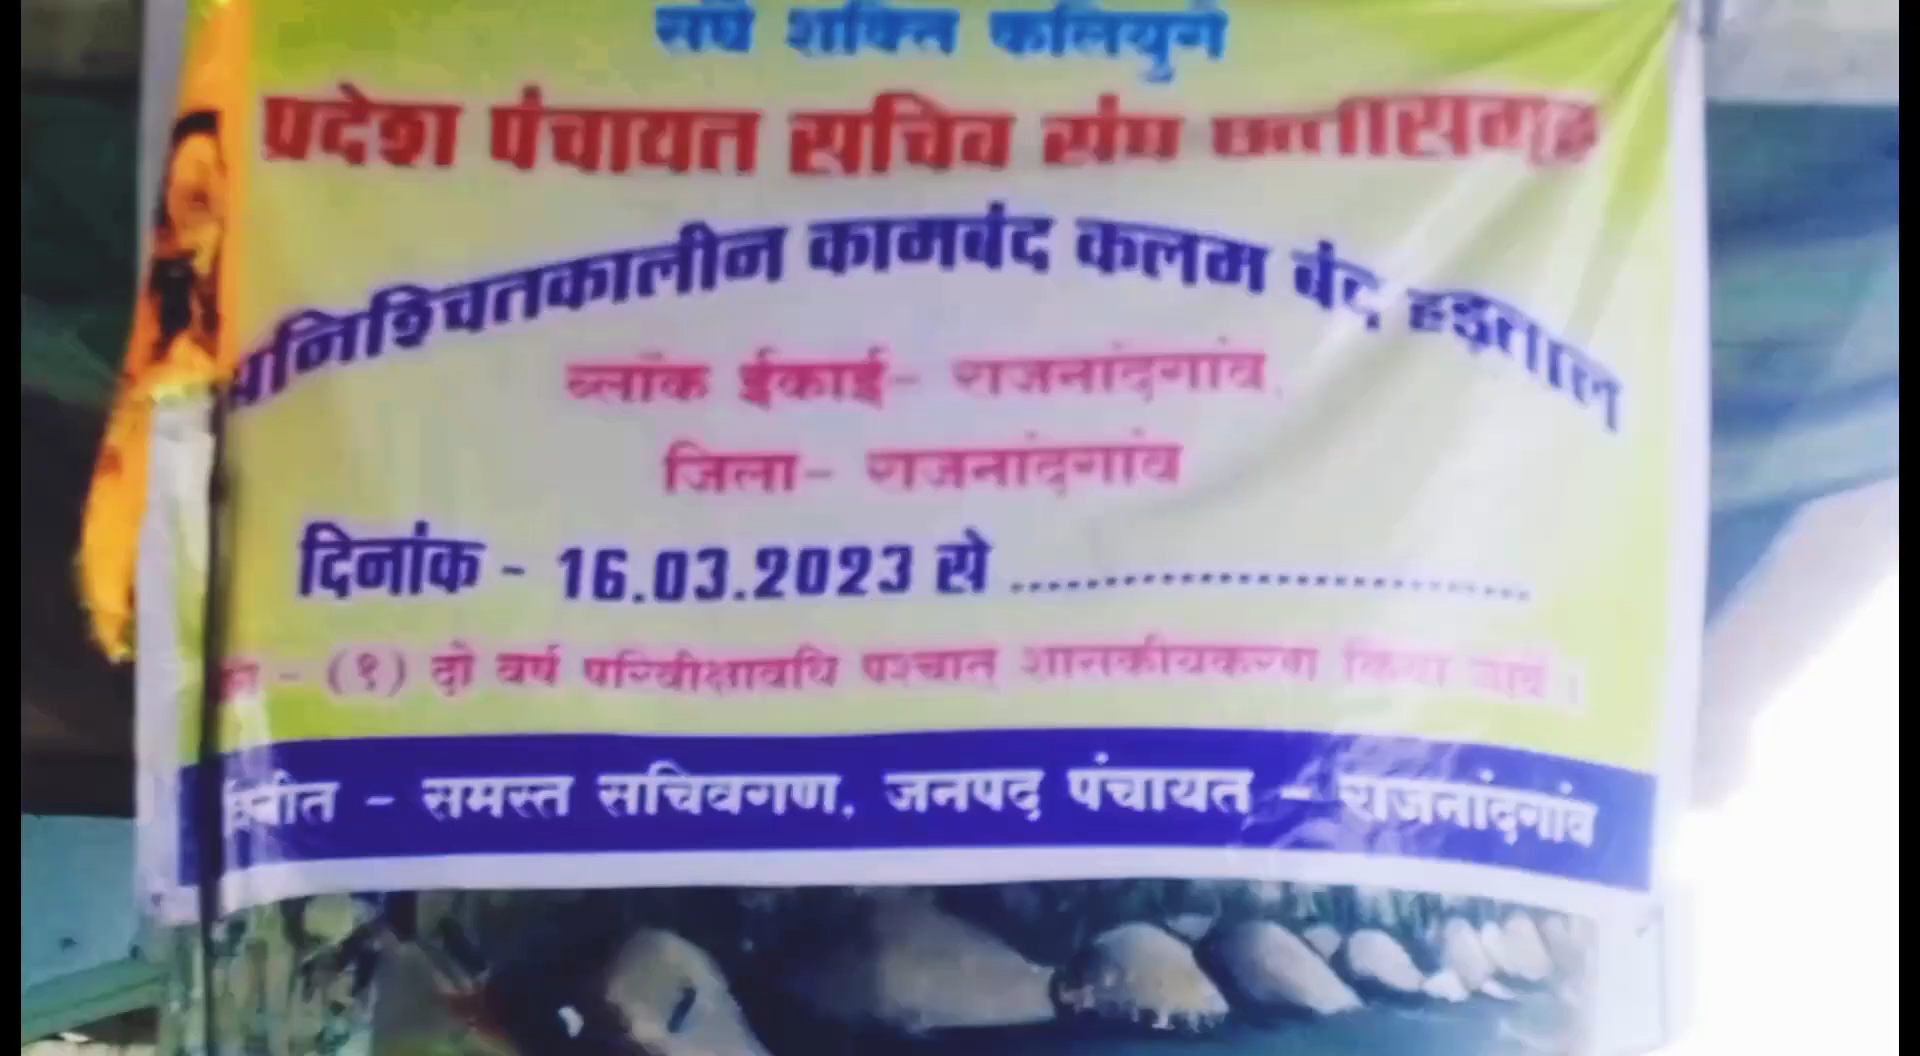 संघे शक्ति कलियुगे
प्रदेश पंचायत सचिव संघ छत्तीसगढ़
अनिश्चितकालीन कामबंद कलम बंद हड़ताल
ब्लॉक ईकाई- राजनांदगांव,
जिला- राजनांदगांव
दिनांक - 16.03.2023 से ..........................................
- (१) दो वर्ष परिवीक्षावधि पश्चात् शासकीयकरण किया जावें ।
विनीत - समस्त सचिवगण, जनपद पंचायत - राजनांदगांव